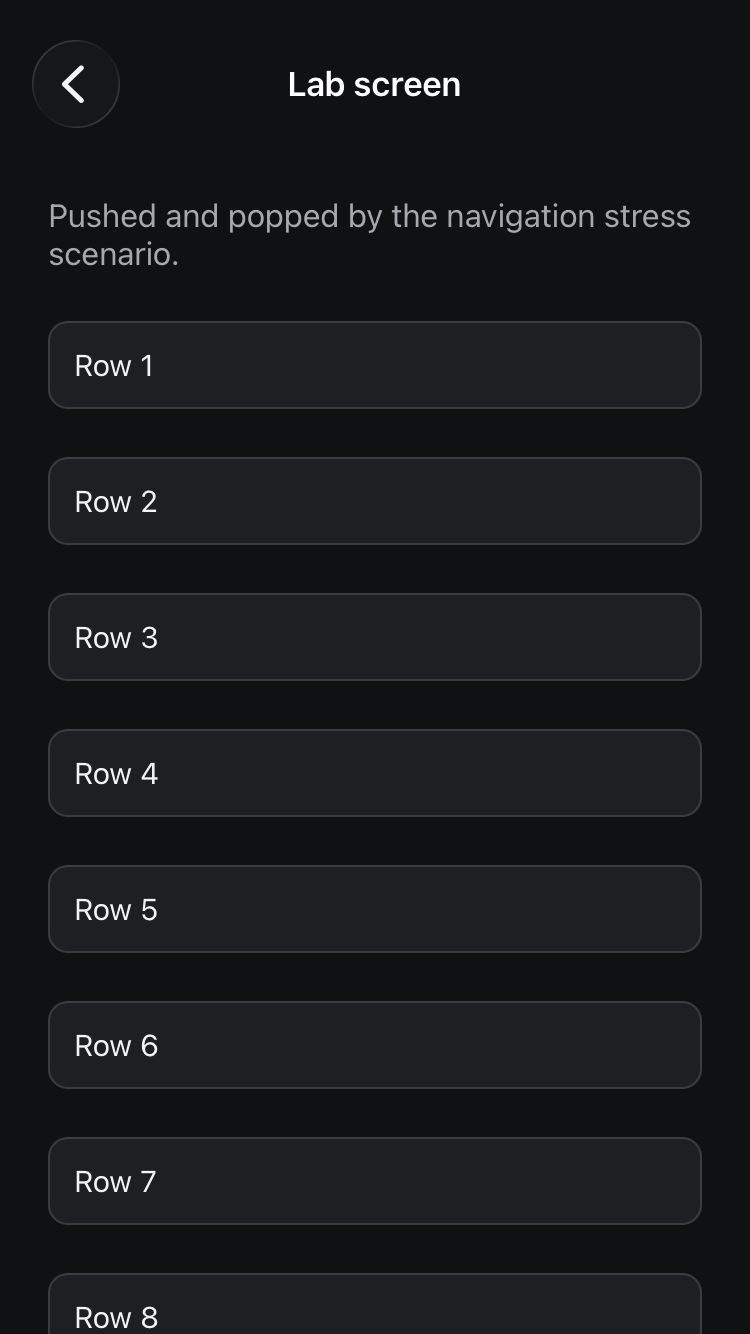 Lab screen
Pushed and popped by the navigation stress
scenario.
Row 1
Row 2
Row 3
Row 4
Row 5
Row 6
Row 7
Row 8